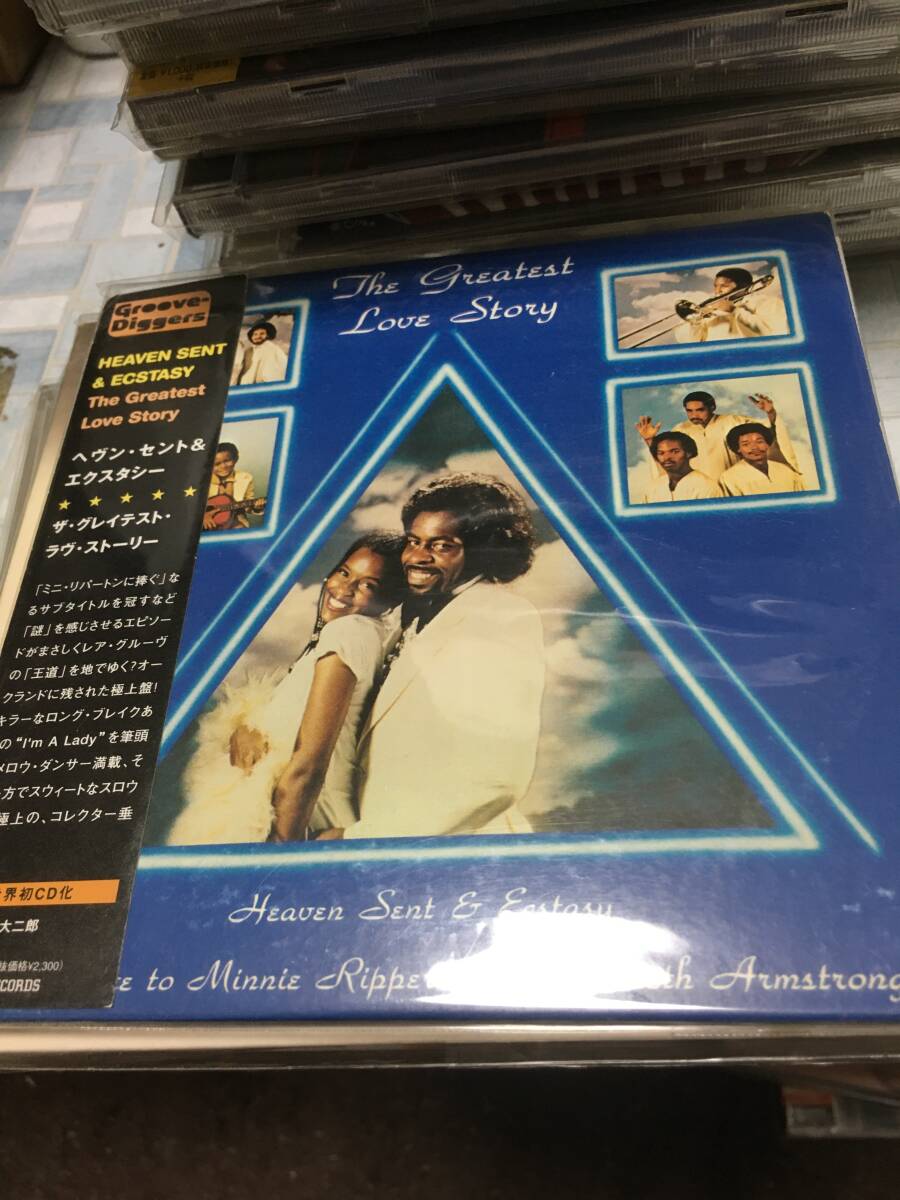 The Greatest
Love Story
Groove-
Diggers
HEAVEN SENT
& ECSTASY
The Greatest
Love Story
ヘヴン・セント&
エクスタシー
★★★★★
ザ・グレイテスト・
ラヴ・ストーリー
「ミニ・リパートンに捧ぐ」な
るサブタイトルを冠すなど
「謎」を感じさせるエピソー
ドがまさしくレア・グルーヴ
の「王道」を地でゆく?オー
クランドに残された極上盤!
キラーなロング・ブレイクあ
の“I'm A Lady”を筆頭
メロウ・ダンサー満載、そ
方でスウィートなスロウ
極上の、コレクター垂
界初CD化
大二郎
抜価格¥2,300)
CORDS
Heaven Sent & Ecstasy
to Minnie Armstrong